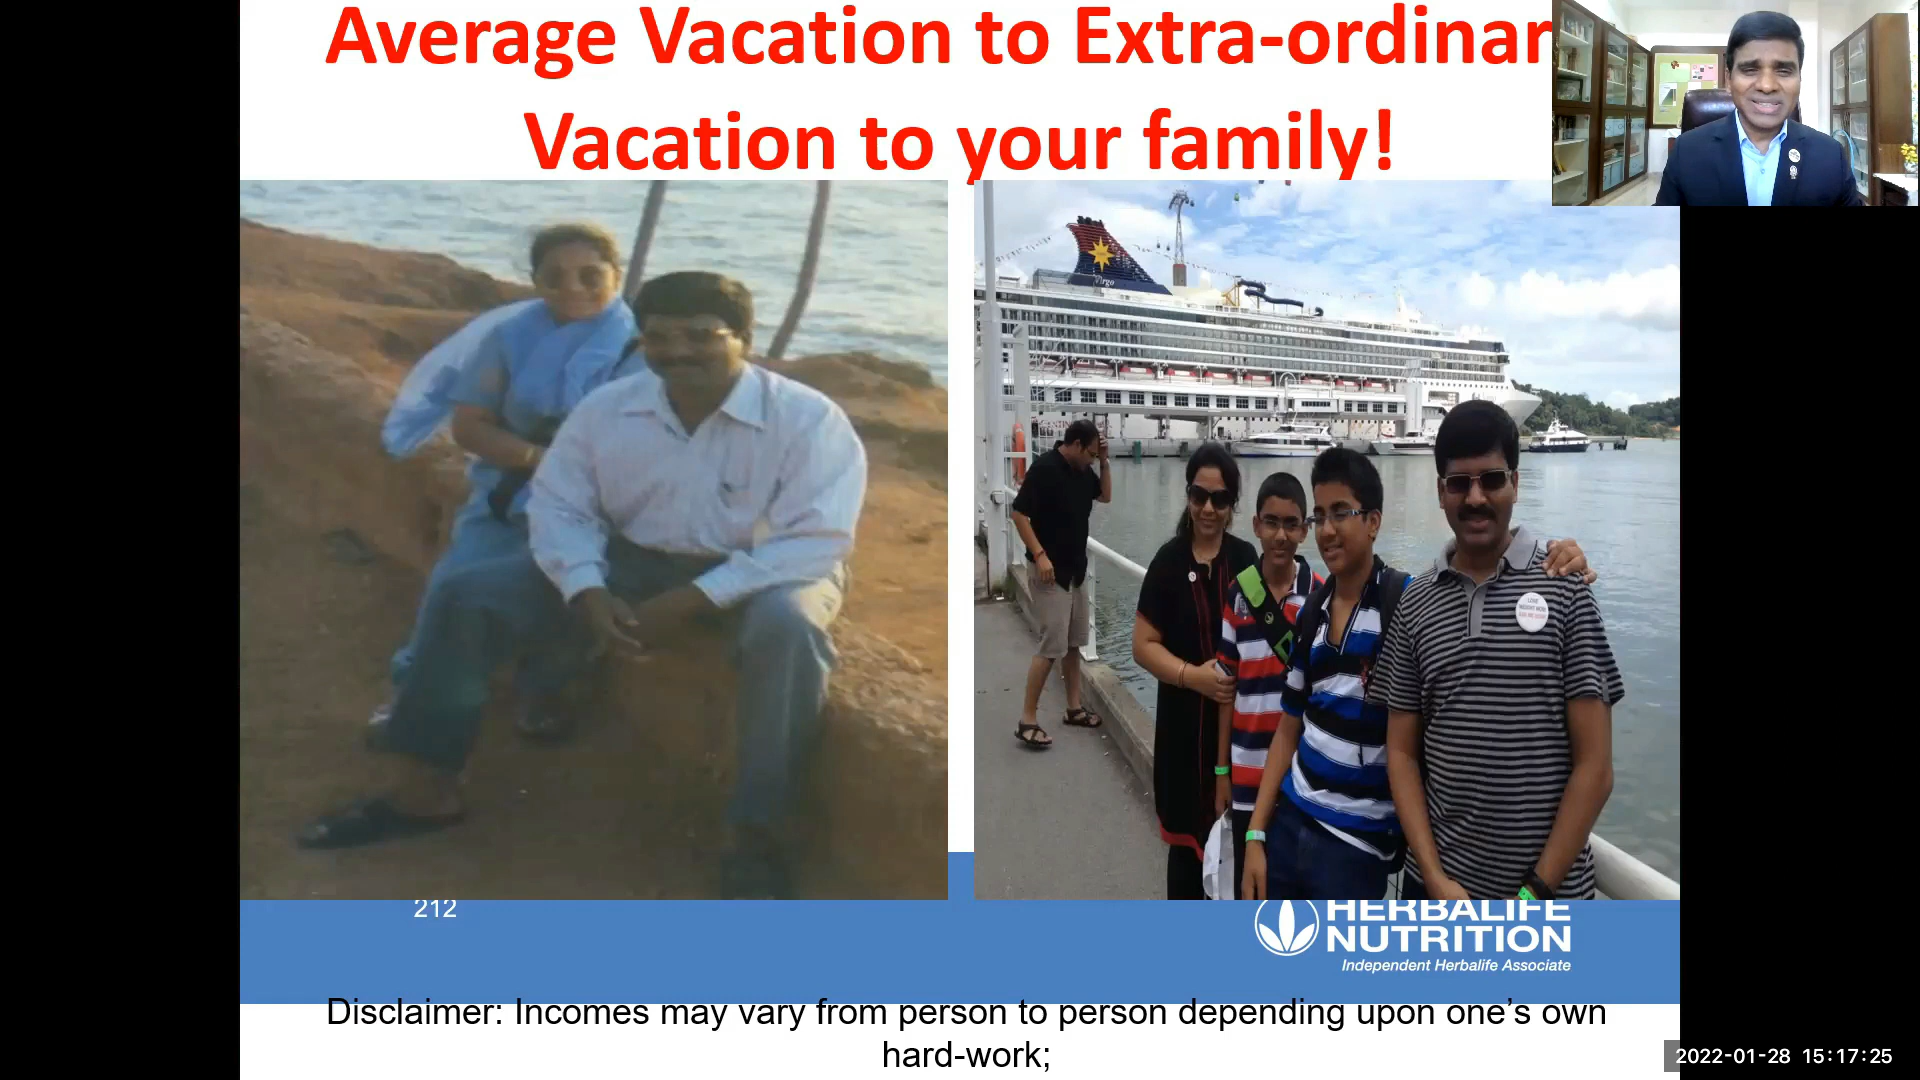 Average Vacation to Extra-ordinar
Vacation to your family!
Virgo
212
HERBALIFE
NUTRITION
Independent Herbalife Associate
Disclaimer: Incomes may vary from person to person depending upon one’s own
hard-work;
2022-01-28 15:17:25